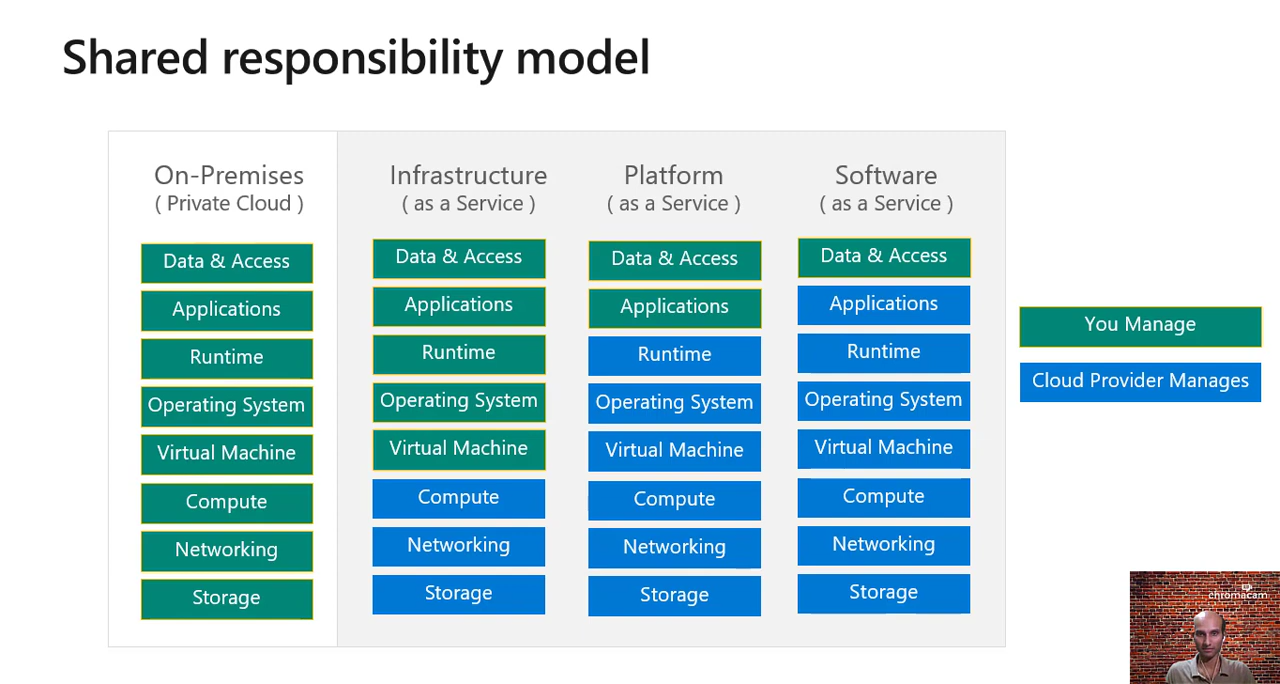 Shared responsibility model
On-Premises
( Private Cloud )
Data & Access
Applications
Runtime
Operating System
Virtual Machine
Compute
Networking
Storage
Infrastructure
( as a Service )
Data & Access
Applications
Runtime
Operating System
Virtual Machine
Compute
Networking
Storage
Platform
( as a Service )
Data & Access
Applications
Runtime
Operating System
Virtual Machine
Compute
Networking
Storage
Software
( as a Service )
Data & Access
Applications
Runtime
Operating System
Virtual Machine
Compute
Networking
Storage
You Manage
Cloud Provider Manages
chromacam